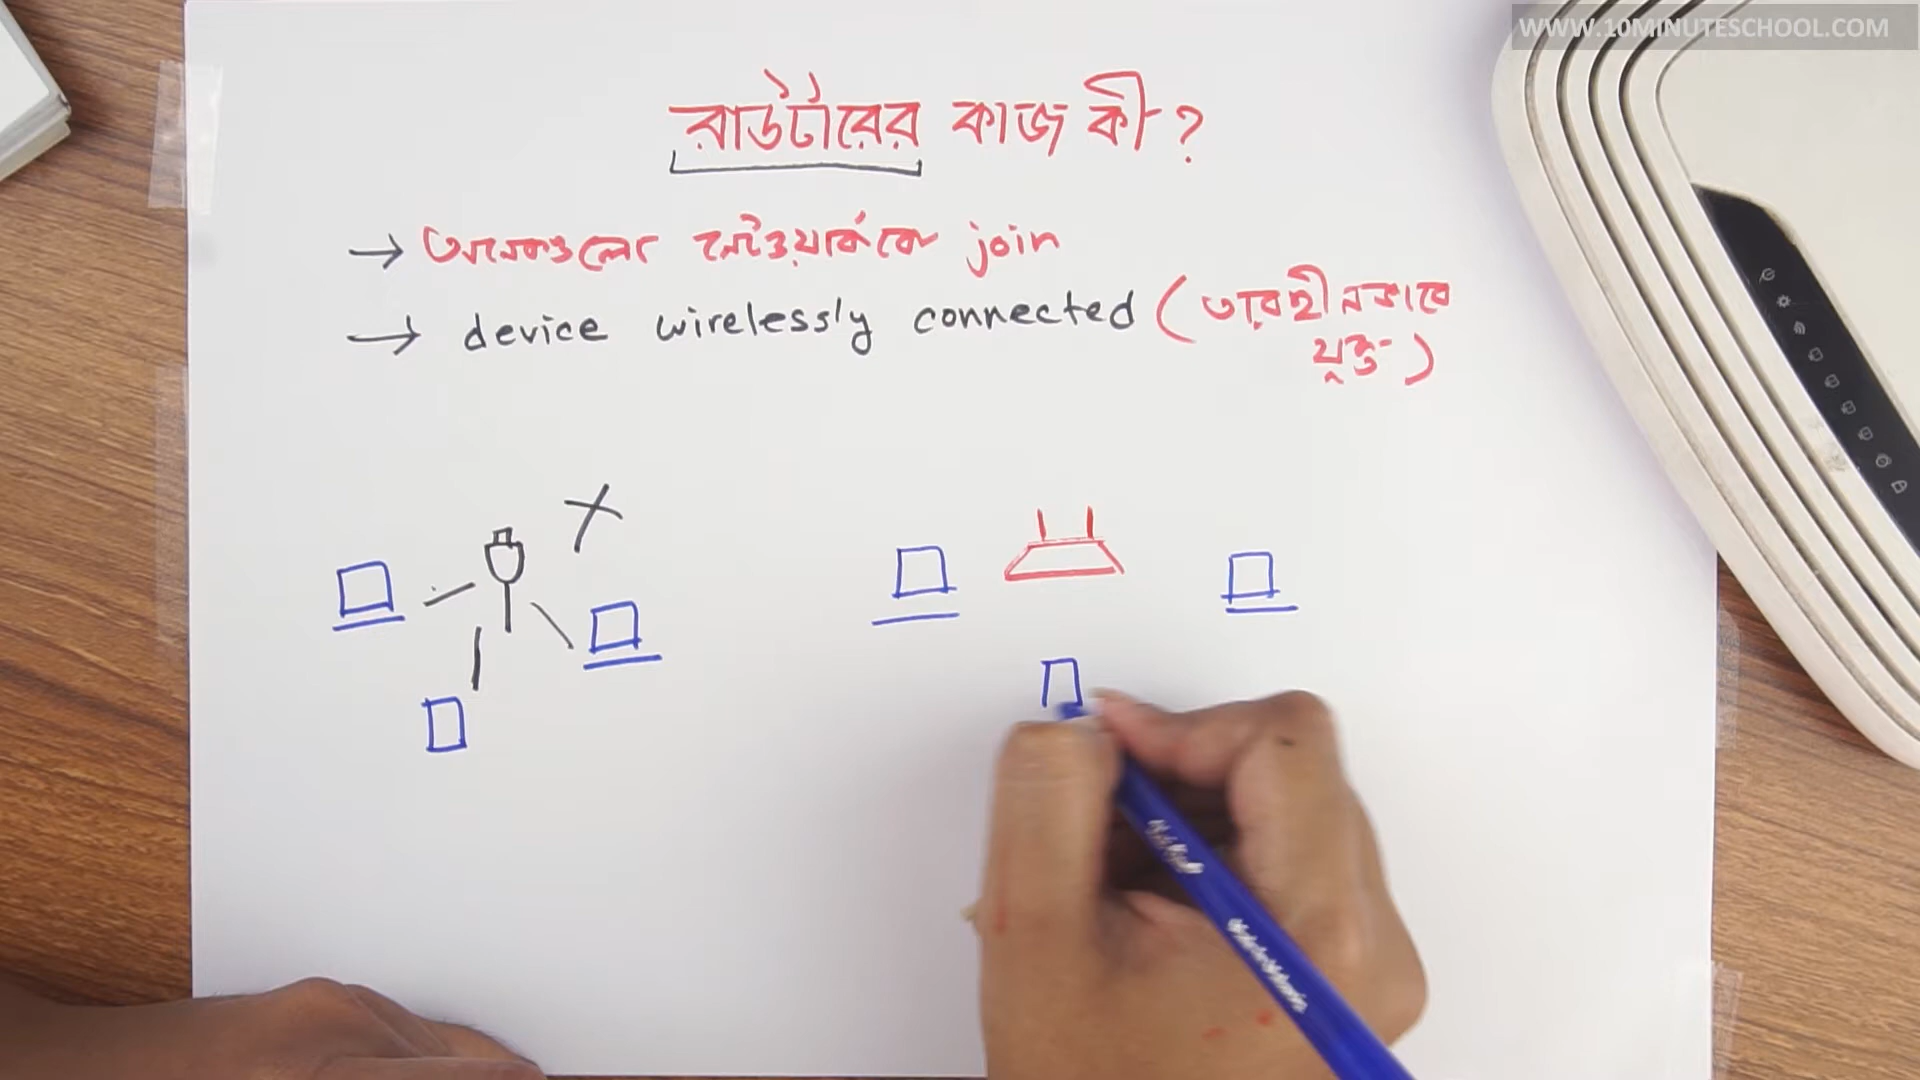 WWW.10MINUTESCHOOL.COM
রাউটারের কাজ কী?
→ অনেকগুলো নেটওয়ার্ককে join
→ device wirelessly connected (তারহীনভাবে
যুক্ত)